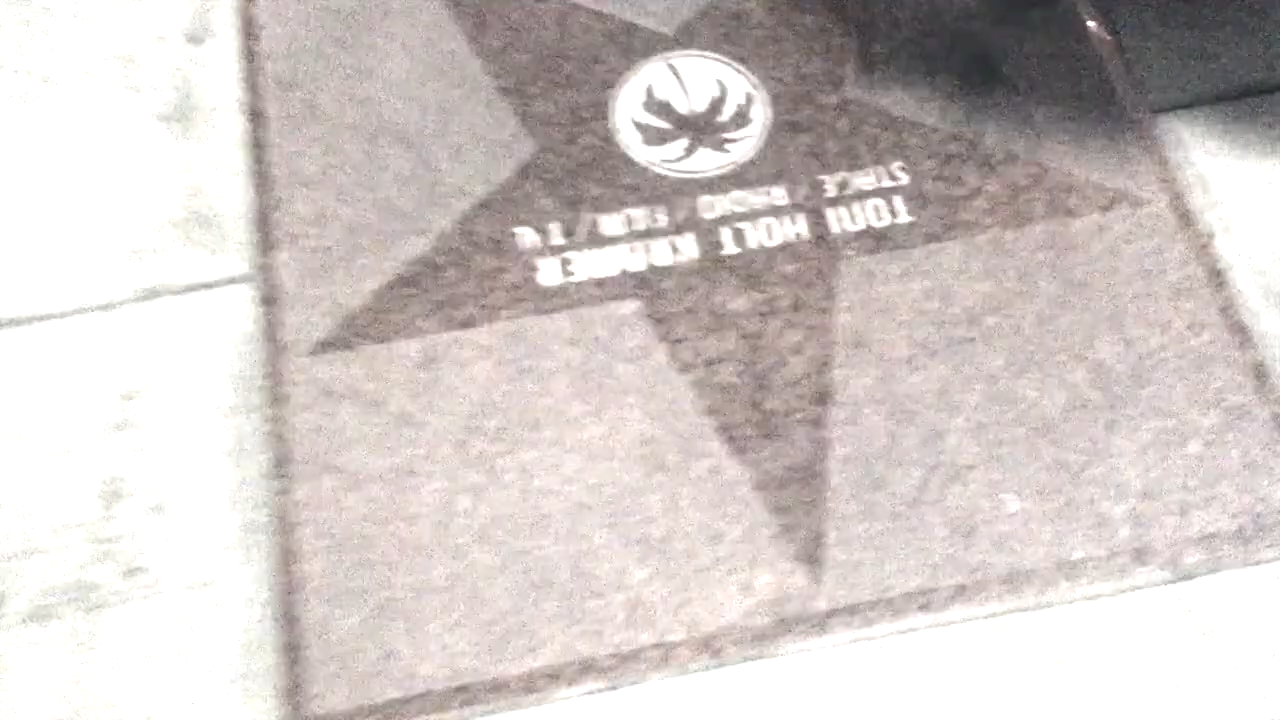 TONI HOLT KRAMER
STAGE / RADIO / FILM / TV